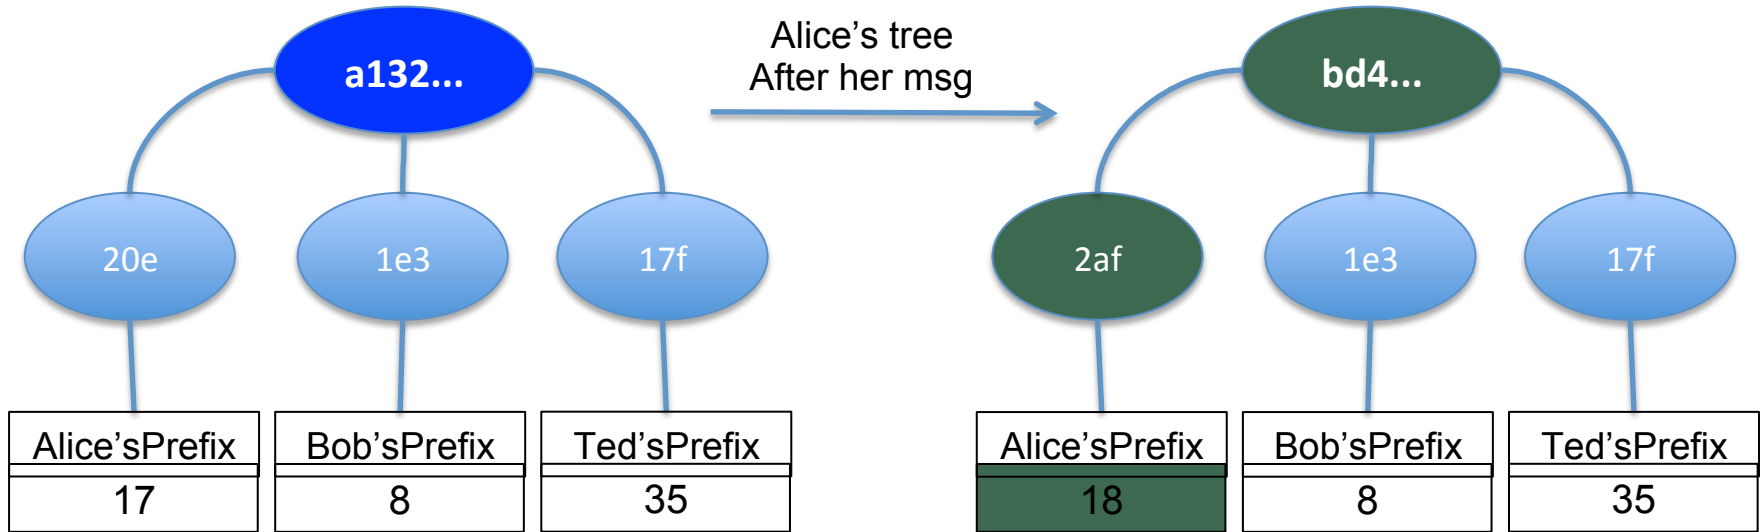 a132...
Alice’s tree
After her msg
bd4...
20e
1e3
17f
2af
1e3
17f
Alice’sPrefix
Bob’sPrefix
Ted’sPrefix
Alice’sPrefix
Bob’sPrefix
Ted’sPrefix
17
8
35
18
8
35